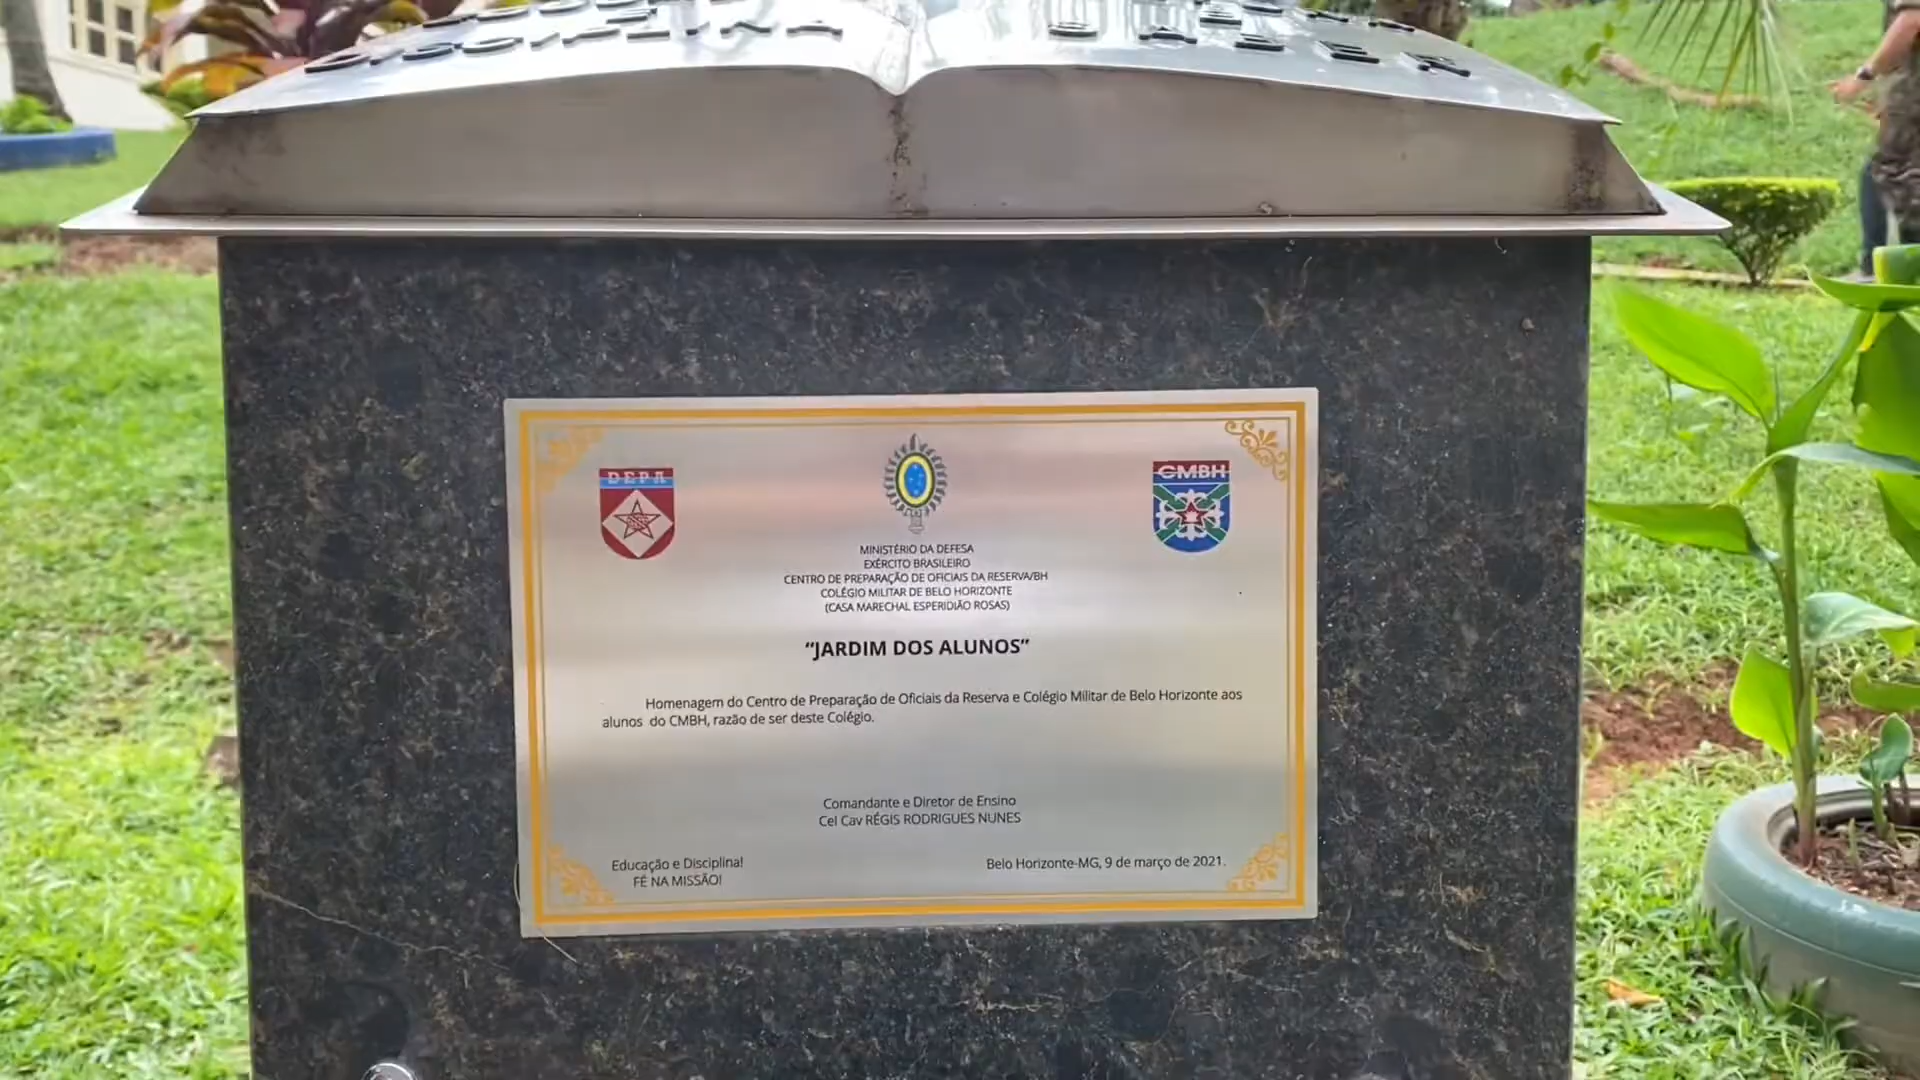 DISCIPLINA
O SABER
DEPA
CMBH
MINISTÉRIO DA DEFESA
EXÉRCITO BRASILEIRO
CENTRO DE PREPARAÇÃO DE OFICIAIS DA RESERVA/BH
COLÉGIO MILITAR DE BELO HORIZONTE
(CASA MARECHAL ESPERIDIÃO ROSAS)
“JARDIM DOS ALUNOS”
Homenagem do Centro de Preparação de Oficiais da Reserva e Colégio Militar de Belo Horizonte aos
alunos do CMBH, razão de ser deste Colégio.
Comandante e Diretor de Ensino
Cel Cav RÉGIS RODRIGUES NUNES
Educação e Disciplina!
FÉ NA MISSÃO!
Belo Horizonte-MG, 9 de março de 2021.